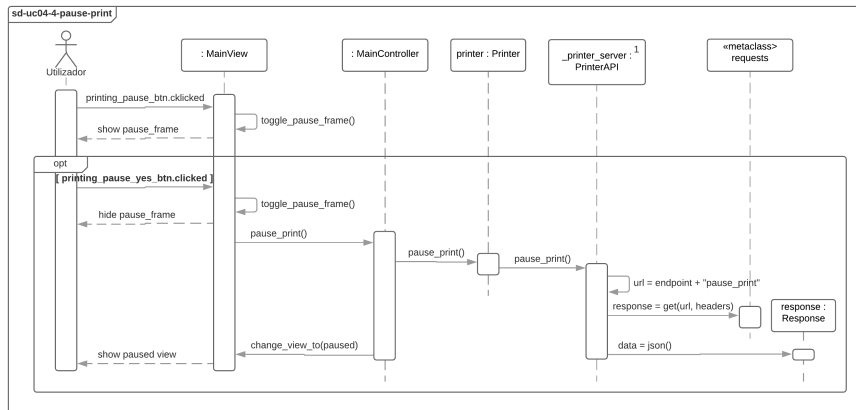 sd-uc04-4-pause-print
Utilizador
: MainView
: MainController
printer : Printer
_printer_server : 1
PrinterAPI
«metaclass»
requests
printing_pause_btn.cklicked
toggle_pause_frame()
show pause_frame
opt
[ printing_pause_yes_btn.clicked ]
toggle_pause_frame()
hide pause_frame
pause_print()
pause_print()
pause_print()
url = endpoint + "pause_print"
response = get(url, headers)
response :
Response
change_view_to(paused)
data = json()
show paused view